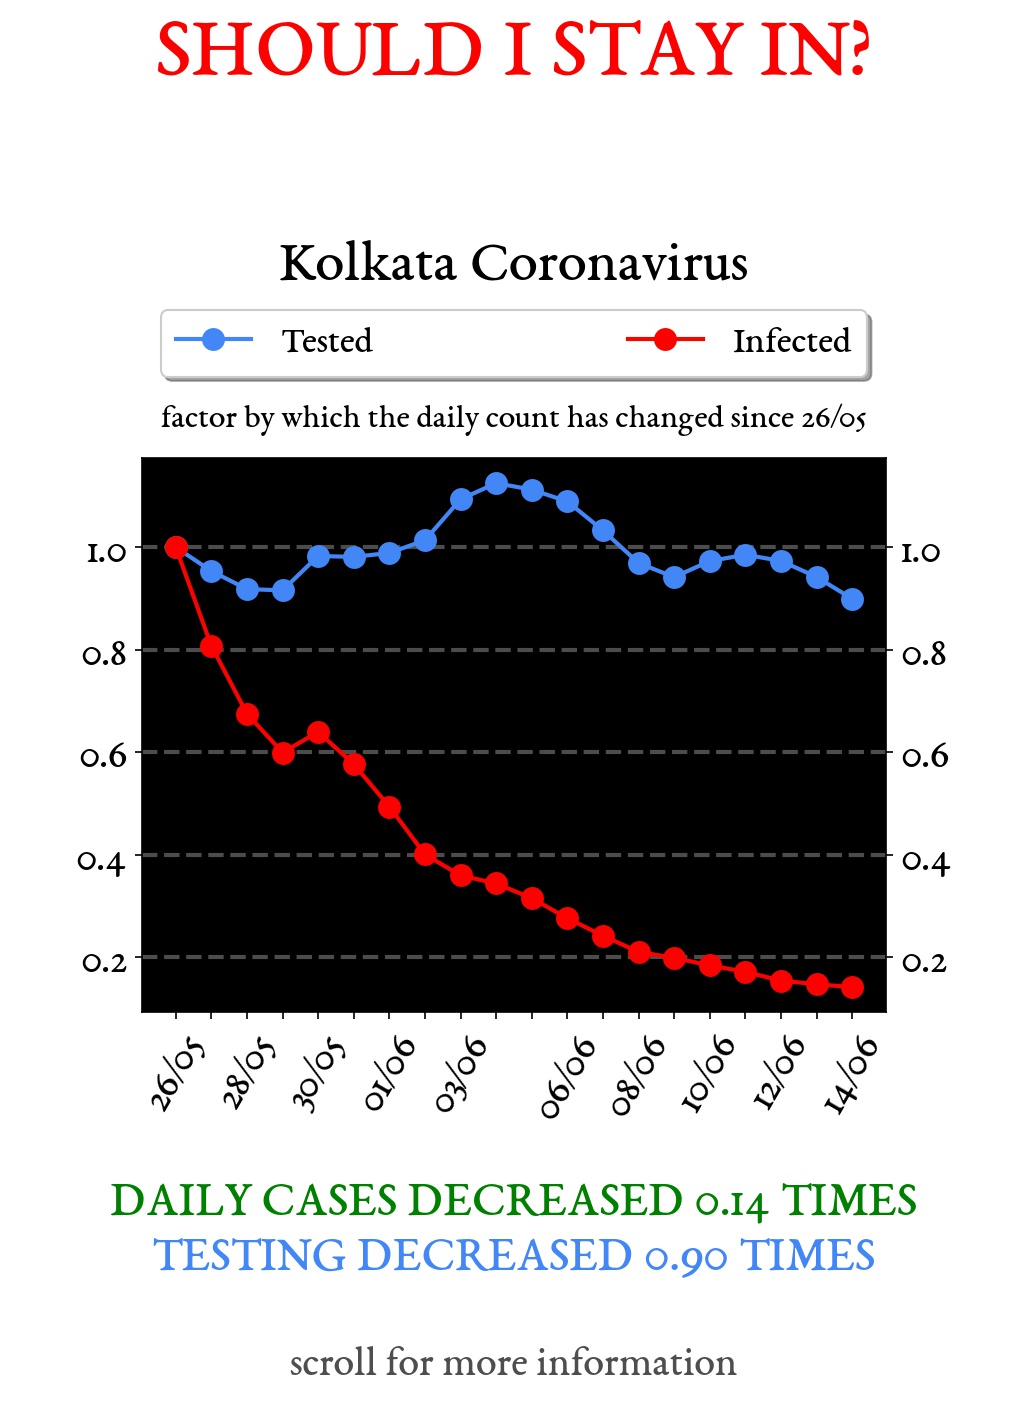 SHOULD I STAY IN?
Kolkata Coronavirus
Tested Infected
factor by which the daily count has changed since 26/05
1.0 1.0
0.8 0.8
0.6 0.6
0.4 0.4
0.2 0.2
26/05 28/05 30/05 01/06 03/06 06/06 08/06 10/06 12/06 14/06
DAILY CASES DECREASED 0.14 TIMES
TESTING DECREASED 0.90 TIMES
scroll for more information